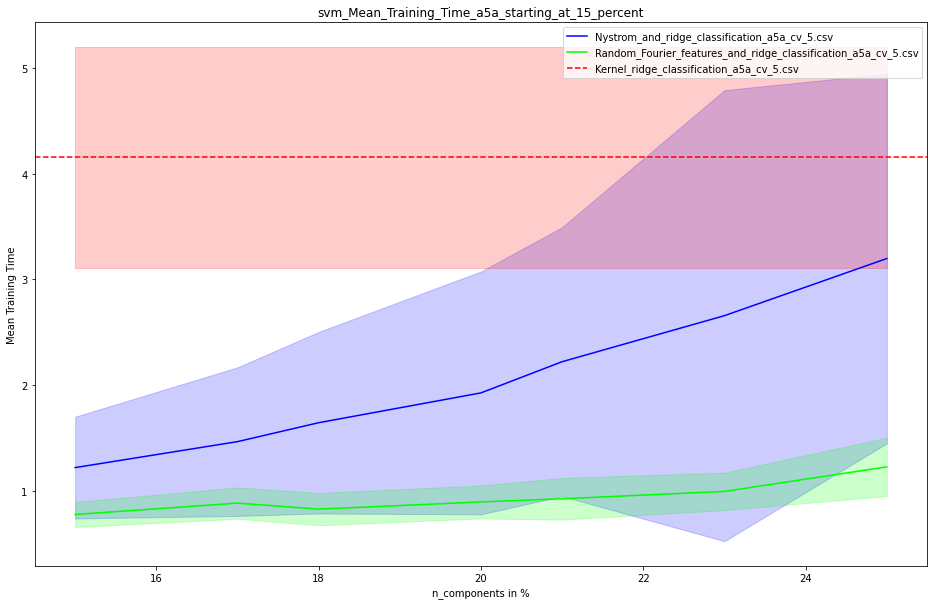 svm_Mean_Training_Time_a5a_starting_at_15_percent
Nystrom_and_ridge_classification_a5a_cv_5.csv
Random_Fourier_features_and_ridge_classification_a5a_cv_5.csv
Kernel_ridge_classification_a5a_cv_5.csv
Mean Training Time
5
4
3
2
1
16
18
20
22
24
n_components in %